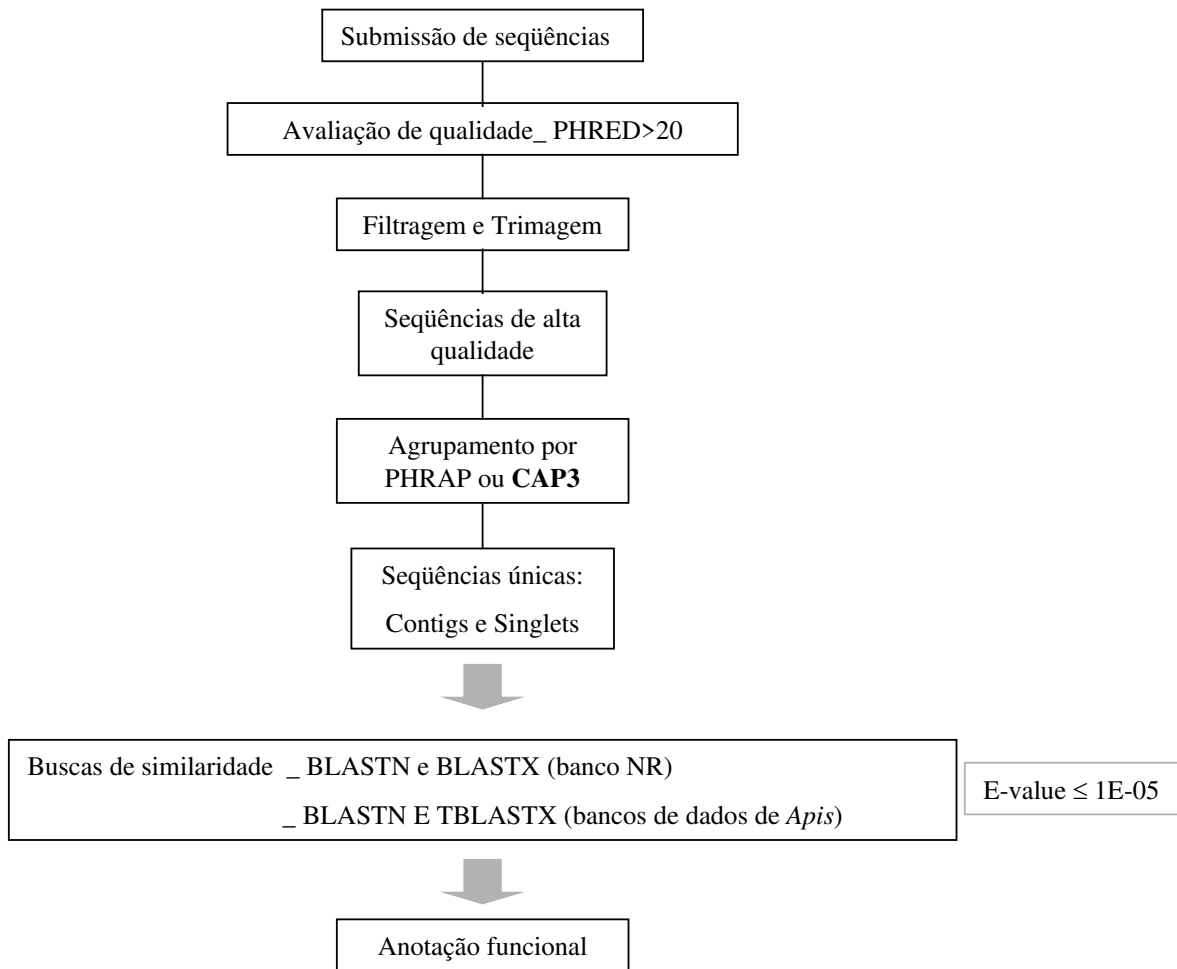 Submissão de seqüências
Avaliação de qualidade_ PHRED>20
Filtragem e Trimagem
Seqüências de alta
qualidade
Agrupamento por
PHRAP ou CAP3
Seqüências únicas:
Contigs e Singlets
Buscas de similaridade _ BLASTN e BLASTX (banco NR)
_ BLASTN E TBLASTX (bancos de dados de Apis)
E-value ≤ 1E-05
Anotação funcional